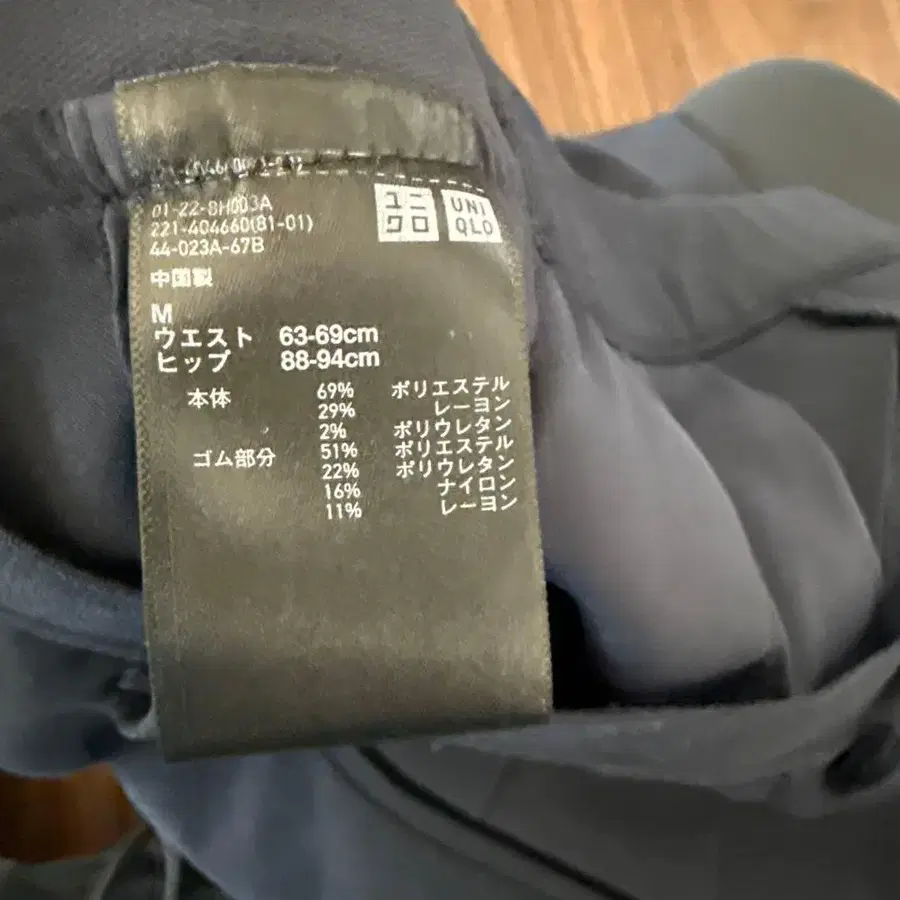 01-22-8H003A
221-404660(81-01)
44-023A-67B
ユニクロ
UNIQLO
中国製
M
ウエスト 63-69cm
ヒップ 88-94cm
本体 69% ポリエステル
29% レーヨン
2% ポリウレタン
ゴム部分 51% ポリエステル
22% ポリウレタン
16% ナイロン
11% レーヨン